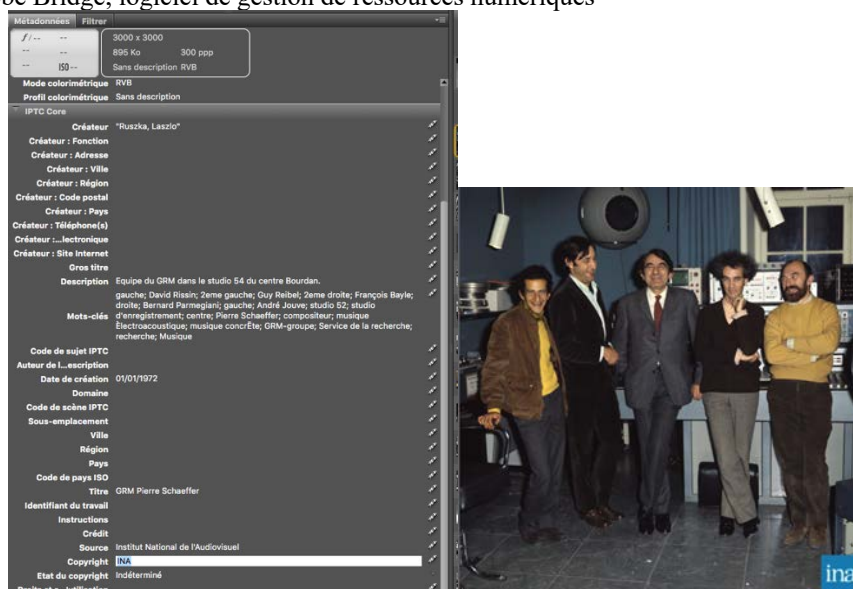 be Bridge, logiciel de gestion de ressources numériques
Métadonnées Filtrer
f/-- --
-- --
-- ISO--
3000 x 3000
895 Ko 300 ppp
Sans description RVB
Mode colorimétrique RVB
Profil colorimétrique Sans description
IPTC Core
Créateur "Ruszka, Laszlo"
Créateur : Fonction
Créateur : Adresse
Créateur : Ville
Créateur : Région
Créateur : Code postal
Créateur : Pays
Créateur : Téléphone(s)
Créateur :...lectronique
Créateur : Site Internet
Gros titre
Description Equipe du GRM dans le studio 54 du centre Bourdan.
gauche; David Rissin; 2eme gauche; Guy Reibel; 2eme droite; François Bayle;
droite; Bernard Parmegiani; gauche; André Jouve; studio 52; studio
Mots-clés d'enregistrement; centre; Pierre Schaeffer; compositeur; musique
Èlectroacoustique; musique concrËte; GRM-groupe; Service de la recherche;
recherche; Musique
Code de sujet IPTC
Auteur de l...escription
Date de création 01/01/1972
Domaine
Code de scène IPTC
Sous-emplacement
Ville
Région
Pays
Code de pays ISO
Titre GRM Pierre Schaeffer
Identifiant du travail
Instructions
Crédit
Source Institut National de l'Audiovisuel
Copyright INA
Etat du copyright Indéterminé
ina